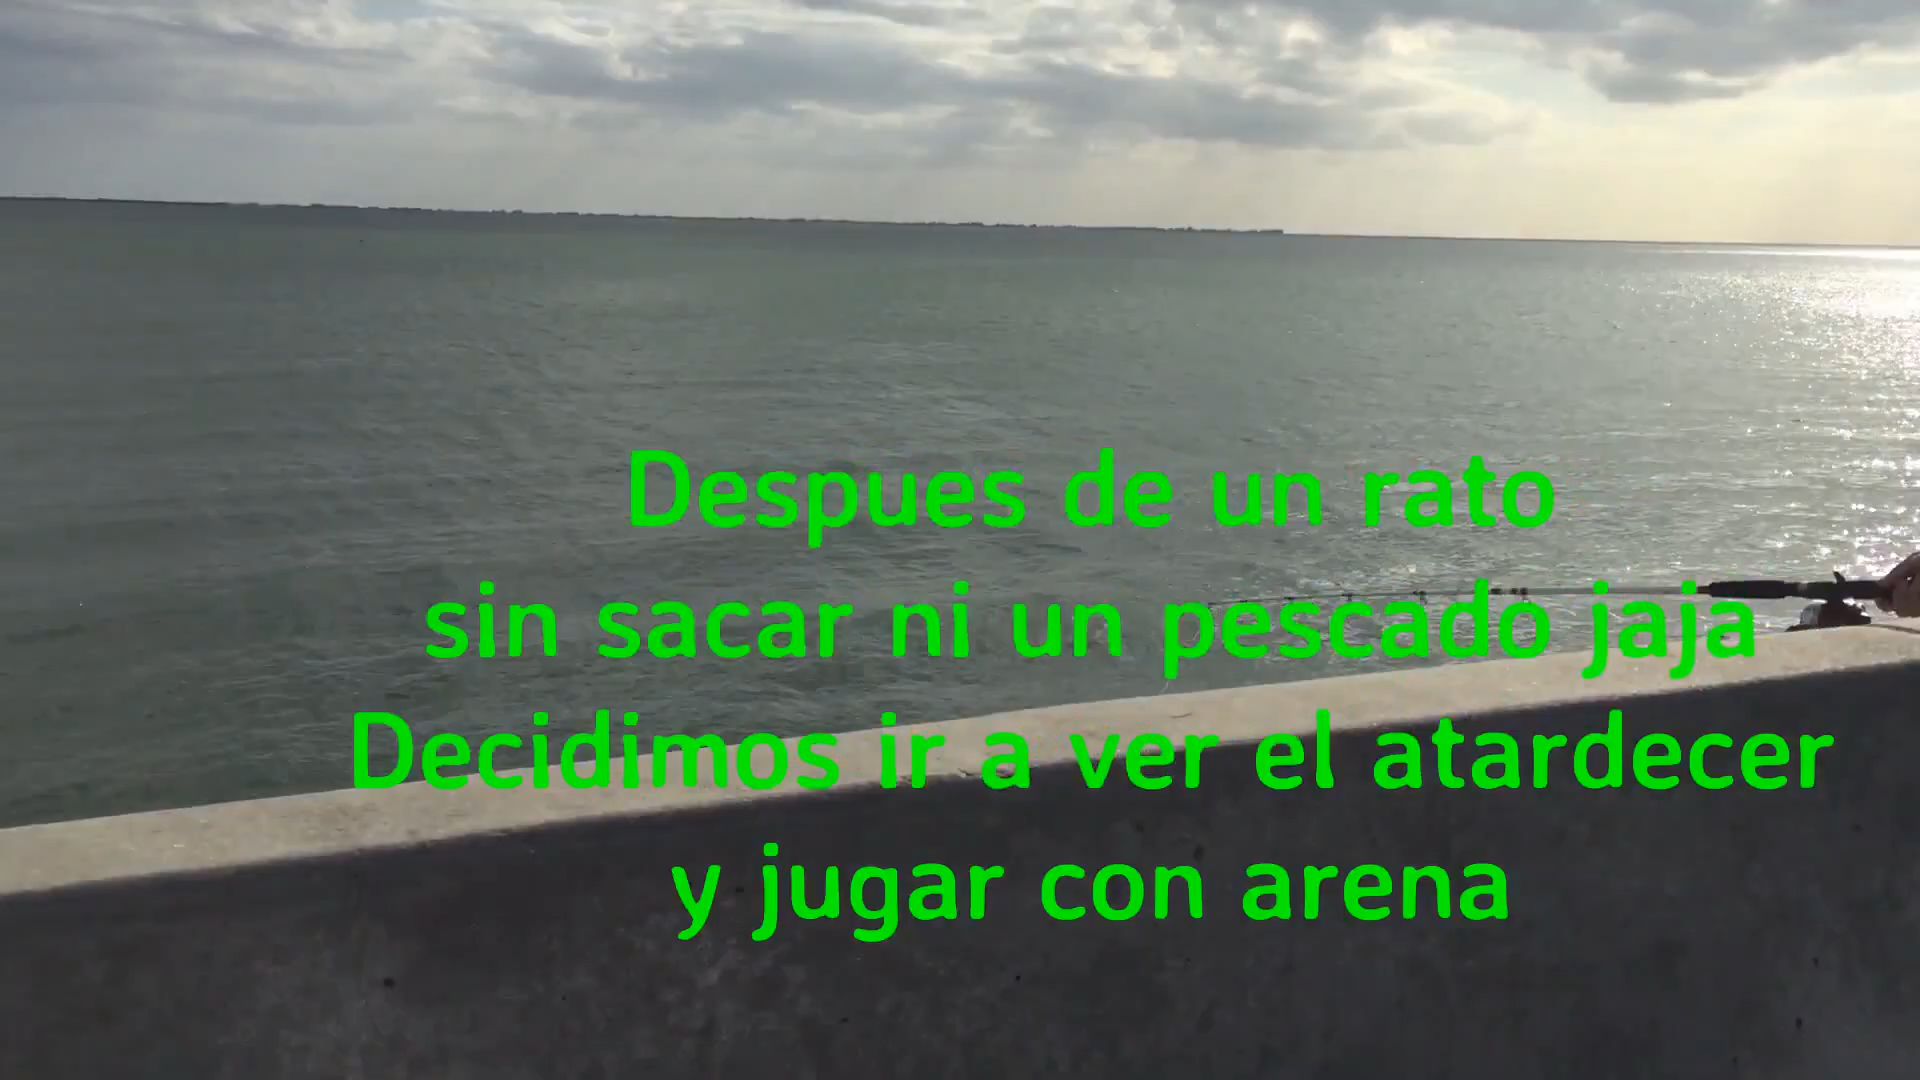 Despues de un rato
sin sacar ni un pescado jaja
Decidimos ir a ver el atardecer
y jugar con arena